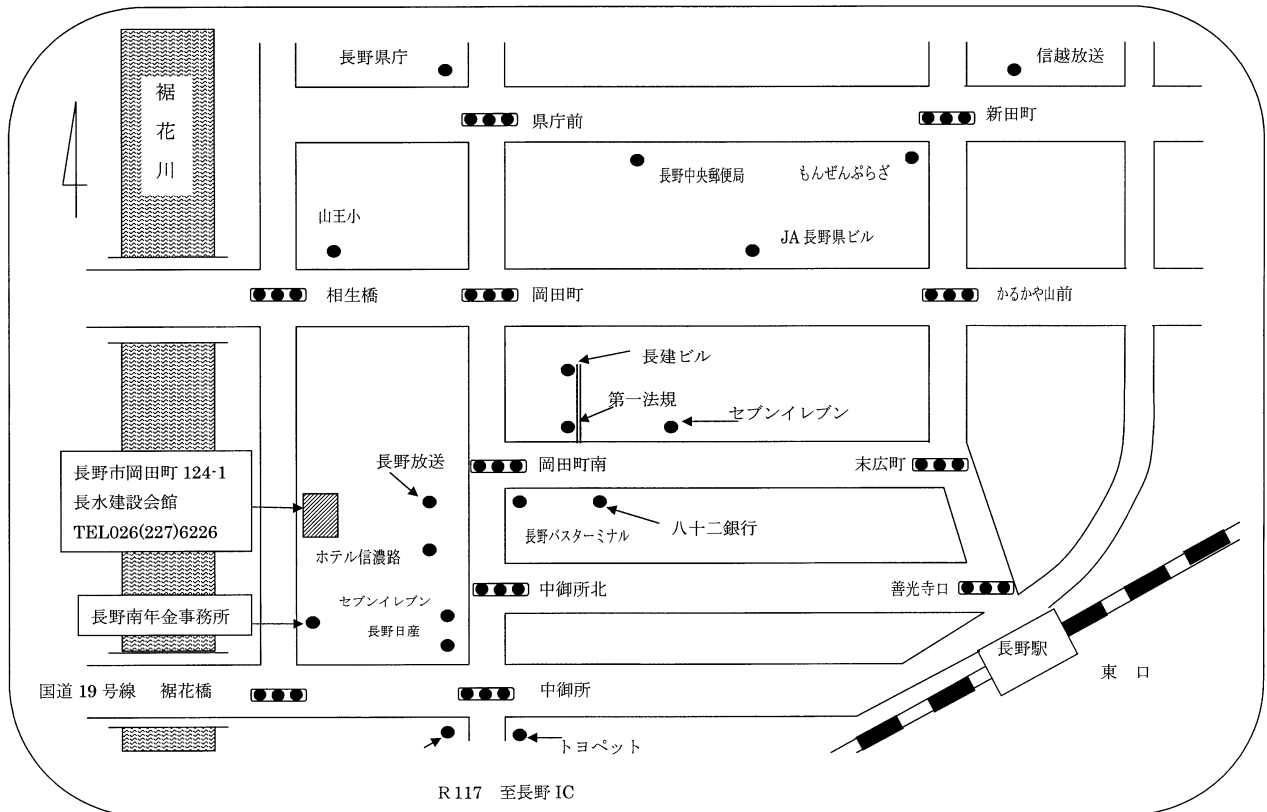 長野県庁
信越放送
裾花川
県庁前
新田町
長野中央郵便局
もんぜんぷらざ
山王小
JA長野県ビル
相生橋
岡田町
かるかや山前
長建ビル
第一法規
セブンイレブン
長野市岡田町 124-1
長水建設会館
TEL026(227)6226
長野放送
岡田町南
末広町
長野バスターミナル
八十二銀行
ホテル信濃路
中御所北
善光寺口
セブンイレブン
長野日産
長野南年金事務所
長野駅
東 口
国道 19 号線 裾花橋
中御所
トヨペット
R 117 至長野 IC